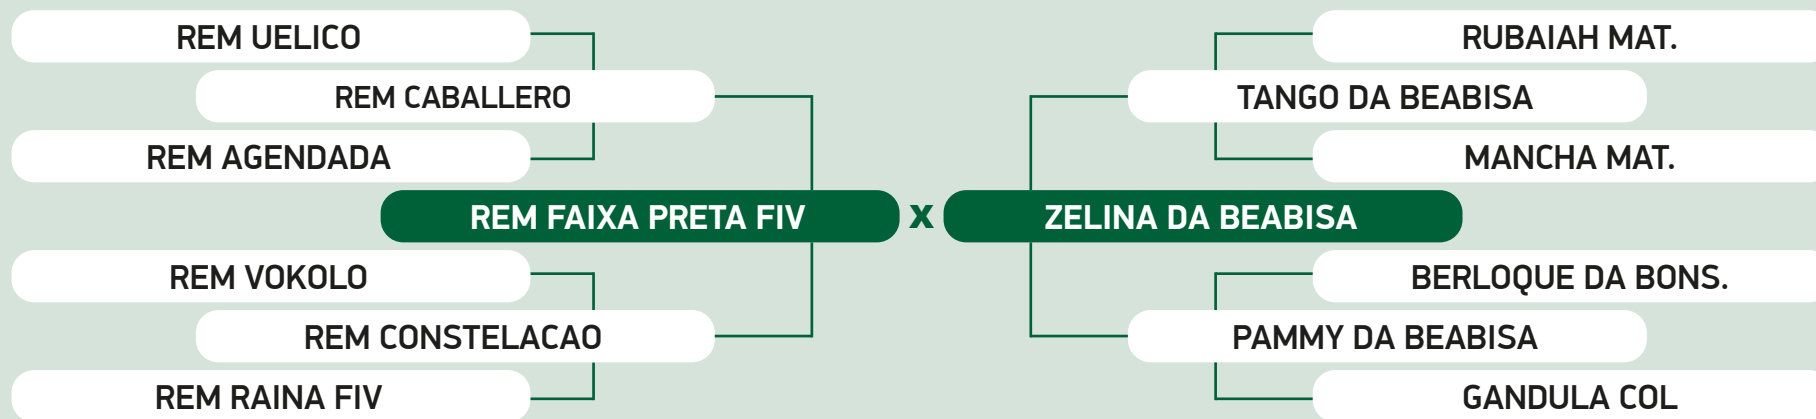 REM UELICO
RUBAIAH MAT.
REM CABALLERO
TANGO DA BEABISA
REM AGENDADA
MANCHA MAT.
REM FAIXA PRETA FIV X ZELINA DA BEABISA
REM VOKOLO
BERLOQUE DA BONS.
REM CONSTELACAO
PAMMY DA BEABISA
REM RAINA FIV
GANDULA COL